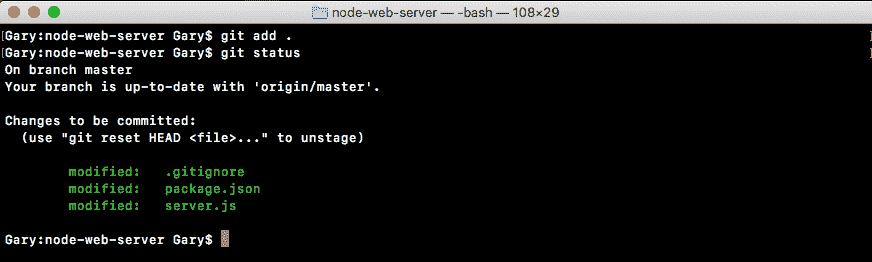 node-web-server — -bash — 108×29
[Gary:node-web-server Gary$ git add .]
[Gary:node-web-server Gary$ git status]
On branch master
Your branch is up-to-date with 'origin/master'.
Changes to be committed:
(use "git reset HEAD <file>..." to unstage)
modified: .gitignore
modified: package.json
modified: server.js
Gary:node-web-server Gary$